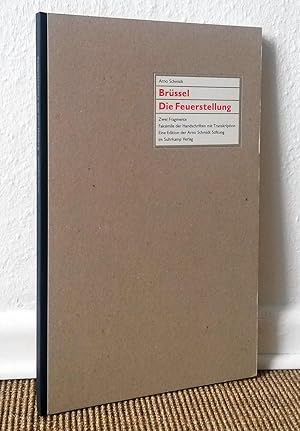 Arno Schmidt
Brüssel
Die Feuerstellung
Zwei Fragmente
Faksimile der Handschriften mit Transkription
Eine Edition der Arno Schmidt Stiftung
im Suhrkamp Verlag